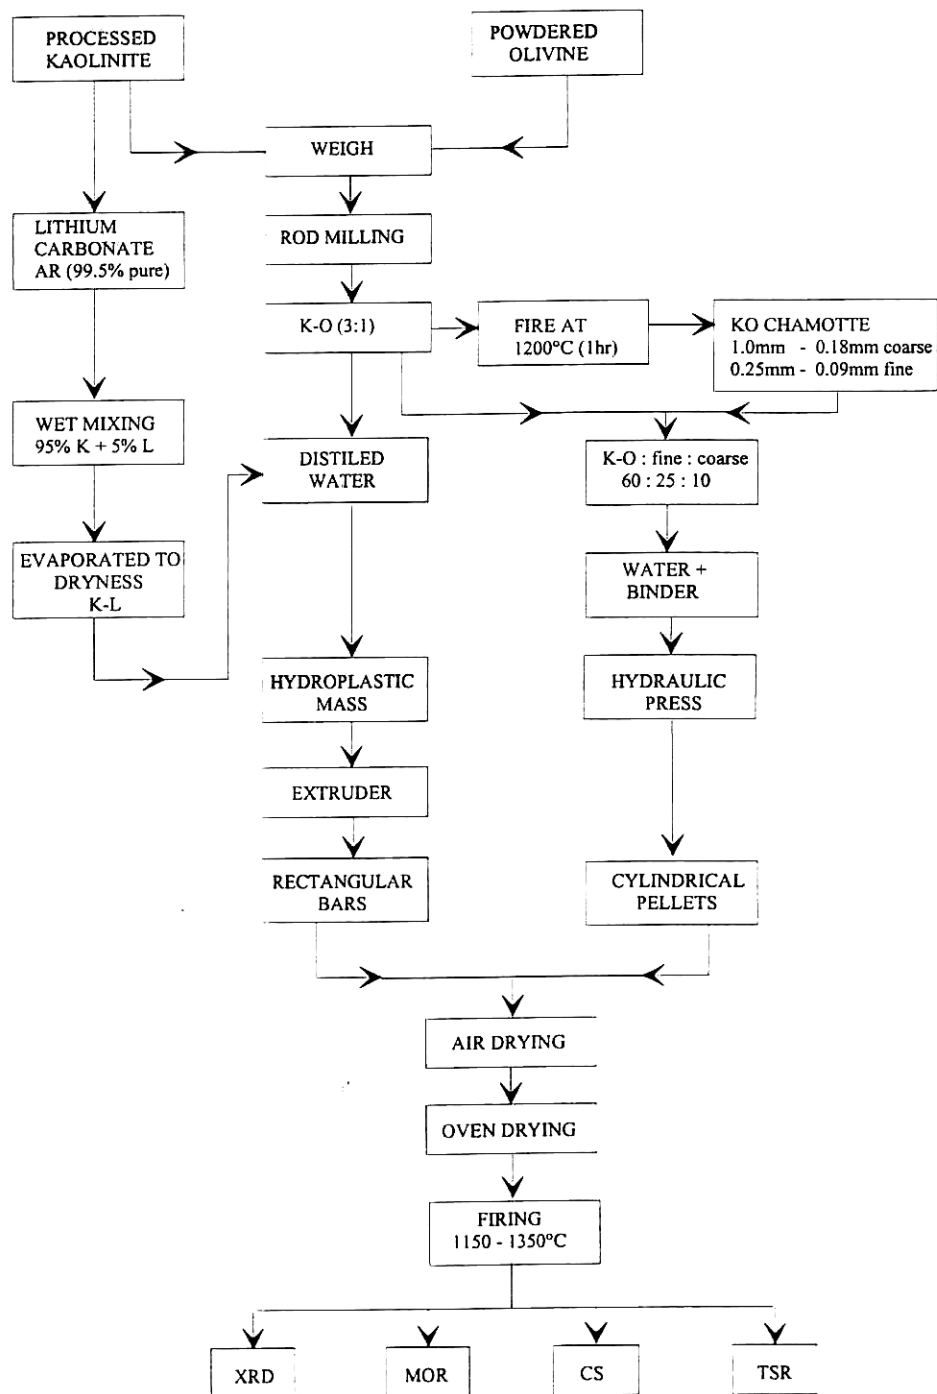 PROCESSED
KAOLINITE
POWDERED
OLIVINE
WEIGH
LITHIUM
CARBONATE
AR (99.5% pure)
ROD MILLING
K-O (3:1)
FIRE AT
1200°C (1hr)
KO CHAMOTTE
1.0mm - 0.18mm coarse
0.25mm - 0.09mm fine
WET MIXING
95% K + 5% L
DISTILED
WATER
K-O : fine : coarse
60 : 25 : 10
EVAPORATED TO
DRYNESS
K-L
WATER +
BINDER
HYDROPLASTIC
MASS
HYDRAULIC
PRESS
EXTRUDER
RECTANGULAR
BARS
CYLINDRICAL
PELLETS
AIR DRYING
OVEN DRYING
FIRING
1150 - 1350°C
XRD
MOR
CS
TSR